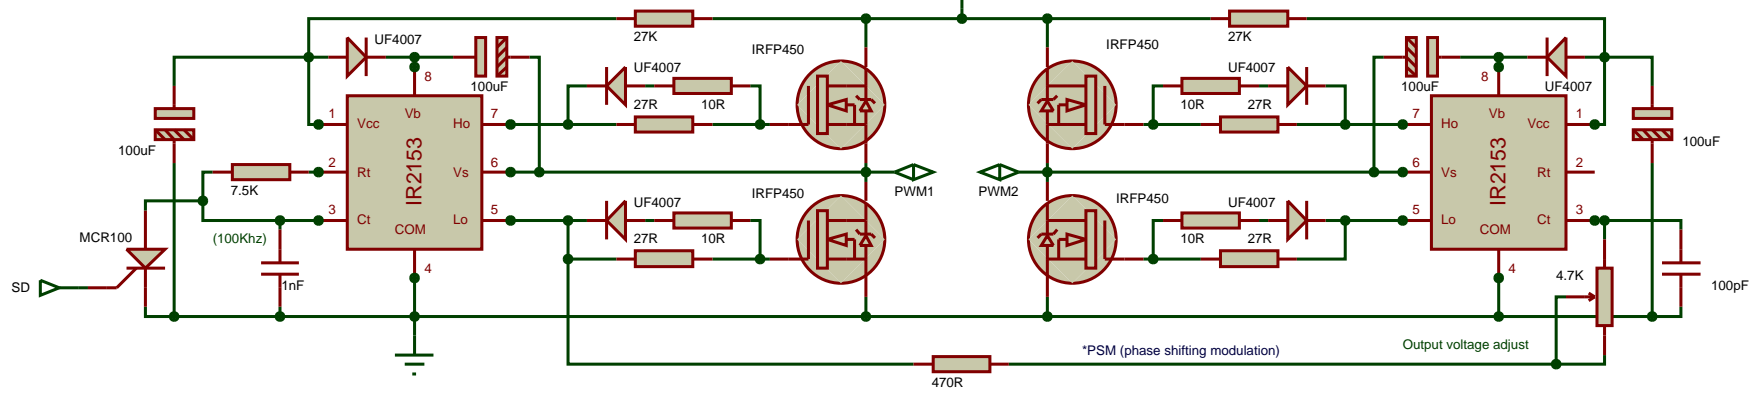 27K
27K
UF4007
IRFP450
IRFP450
8
100uF
UF4007
27R
10R
UF4007
10R
27R
100uF
8
UF4007
1
Vcc
Vb
Ho
7
7
Ho
Vb
Vcc
1
100uF
IR2153
IR2153
100uF
2
Rt
Vs
6
6
Vs
Rt
2
7.5K
PWM1
PWM2
IRFP450
IRFP450
3
Ct
Lo
5
5
Lo
Ct
3
COM
COM
UF4007
27R
10R
UF4007
10R
27R
MCR100
(100Khz)
4
4
4.7K
SD
1nF
100pF
*PSM (phase shifting modulation)
Output voltage adjust
470R